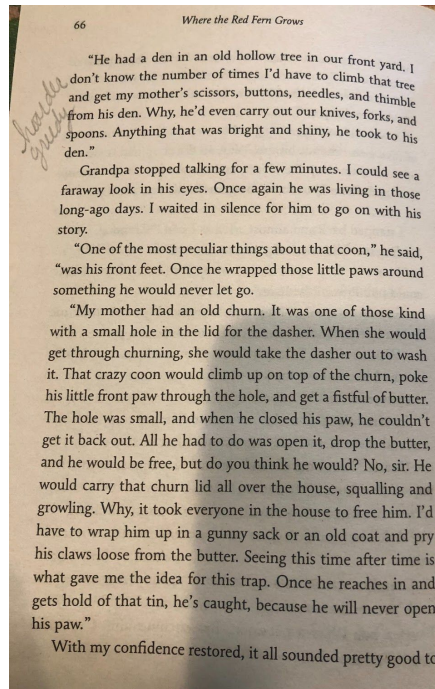 66
Where the Red Fern Grows
"He had a den in an old hollow tree in our front yard. I
don't know the number of times I'd have to climb that tree
and get my mother's scissors, buttons, needles, and thimble
from his den. Why, he'd even carry out our knives, forks, and
spoons. Anything that was bright and shiny, he took to his
den."
hoarder
greedy
Grandpa stopped talking for a few minutes. I could see a
faraway look in his eyes. Once again he was living in those
long-ago days. I waited in silence for him to go on with his
story.
"One of the most peculiar things about that coon," he said,
"was his front feet. Once he wrapped those little paws around
something he would never let go.
"My mother had an old churn. It was one of those kind
with a small hole in the lid for the dasher. When she would
get through churning, she would take the dasher out to wash
it. That crazy coon would climb up on top of the churn, poke
his little front paw through the hole, and get a fistful of butter.
The hole was small, and when he closed his paw, he couldn't
get it back out. All he had to do was open it, drop the butter,
and he would be free, but do you think he would? No, sir. He
would carry that churn lid all over the house, squalling and
growling. Why, it took everyone in the house to free him. I'd
have to wrap him up in a gunny sack or an old coat and pry
his claws loose from the butter. Seeing this time after time is
what gave me the idea for this trap. Once he reaches in and
gets hold of that tin, he's caught, because he will never open
his paw."
With my confidence restored, it all sounded pretty good to